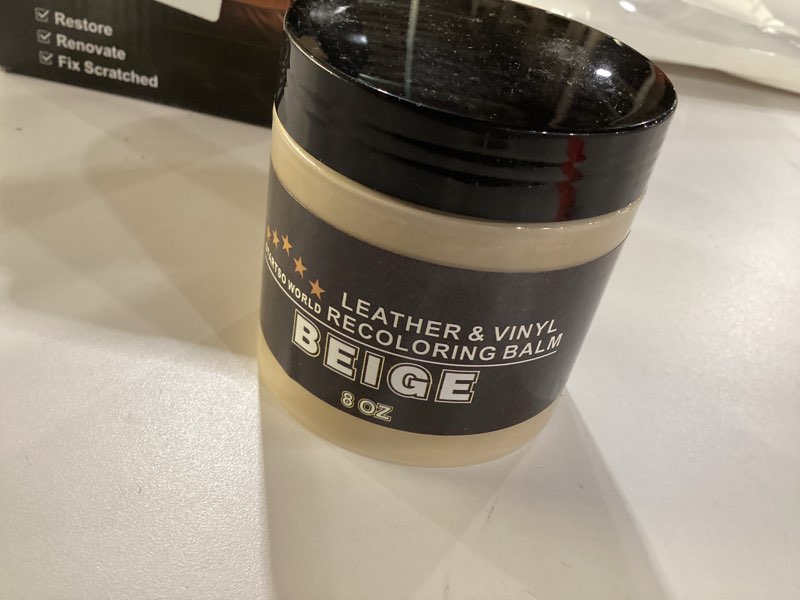 Restore
Renovate
Fix Scratched
WORLD
LEATHER & VINYL
RECOLORING BALM
BEIGE
8 OZ